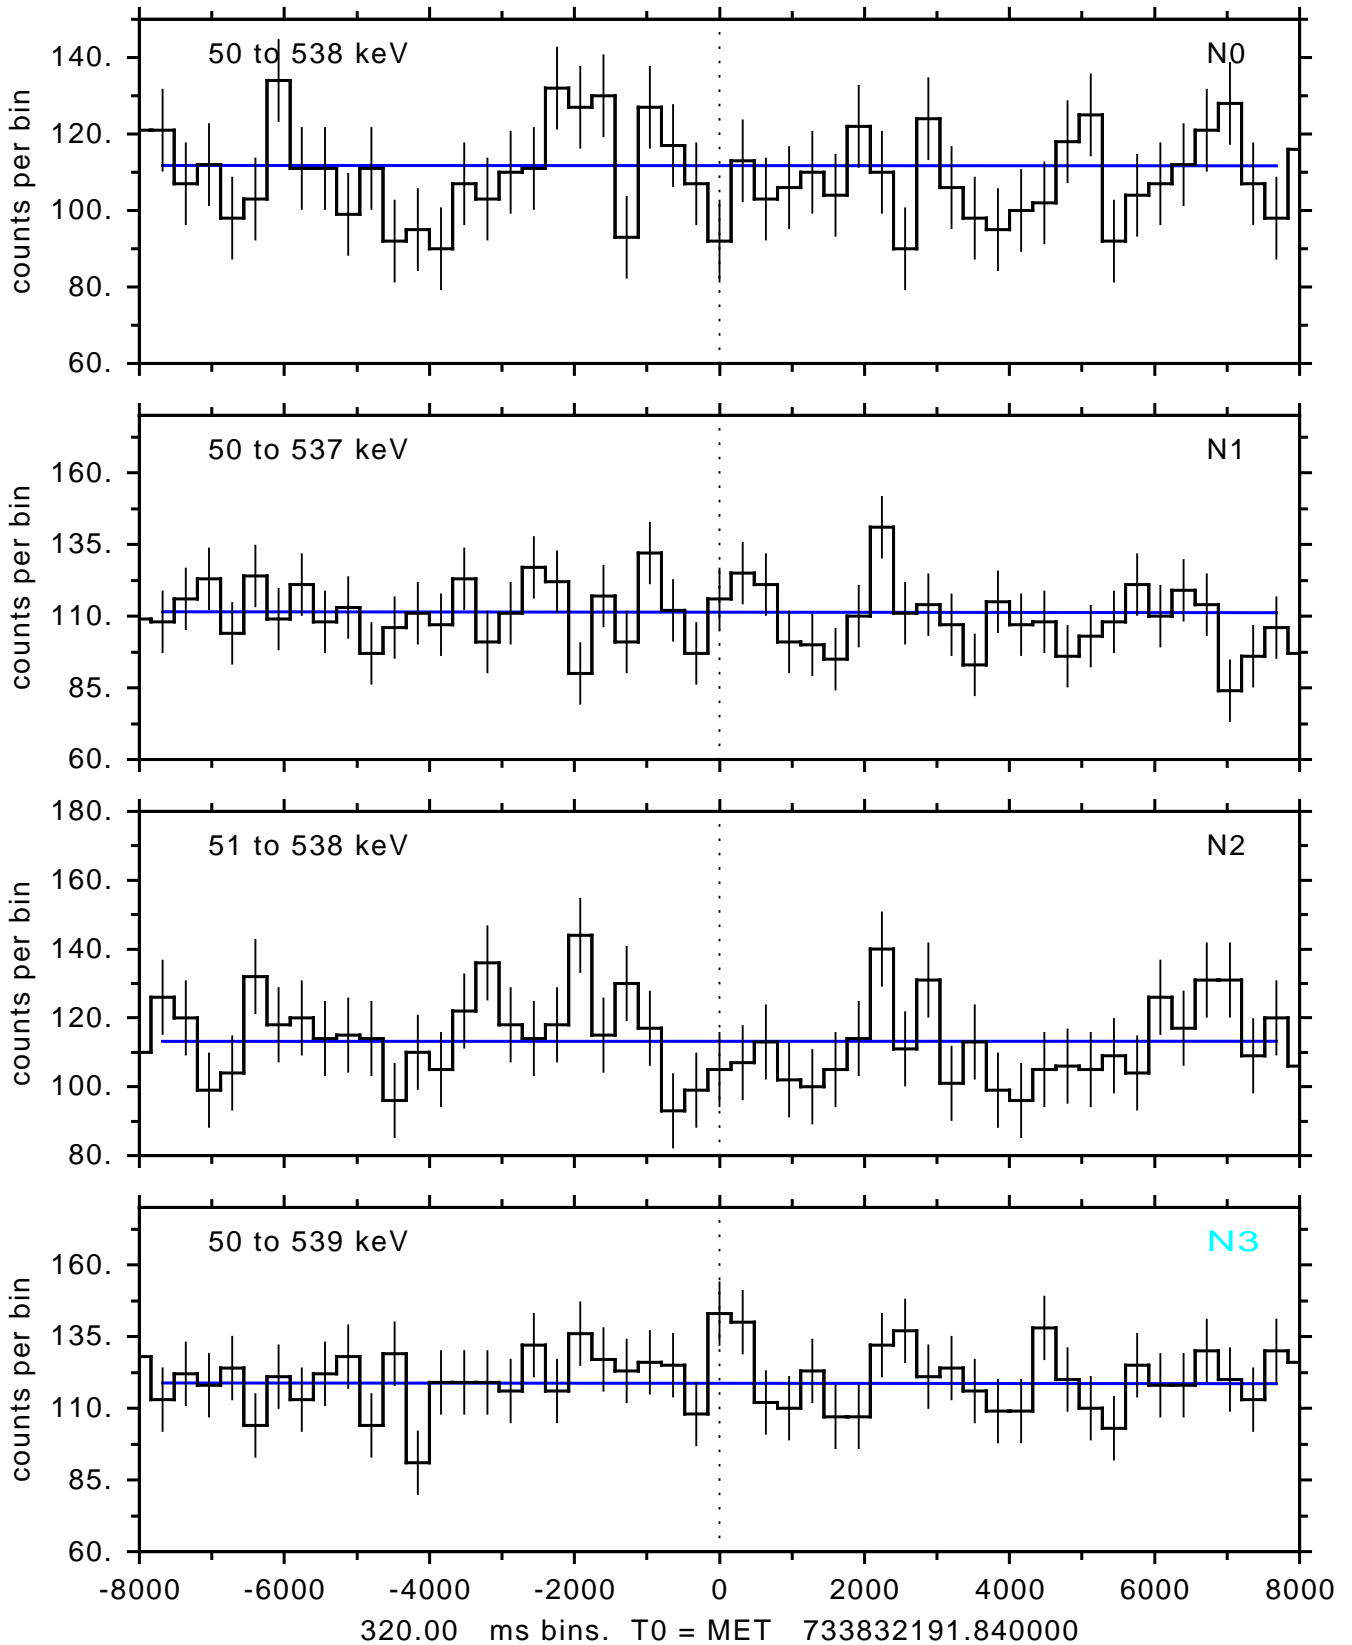 50 to 538 keV
N0
counts per bin
140.
120.
100.
80.
60.
50 to 537 keV
N1
counts per bin
160.
135.
110.
85.
60.
51 to 538 keV
N2
counts per bin
180.
160.
140.
120.
100.
80.
50 to 539 keV
N3
counts per bin
160.
135.
110.
85.
60.
-8000 -6000 -4000 -2000 0 2000 4000 6000 8000
320.00 ms bins. T0 = MET 733832191.840000